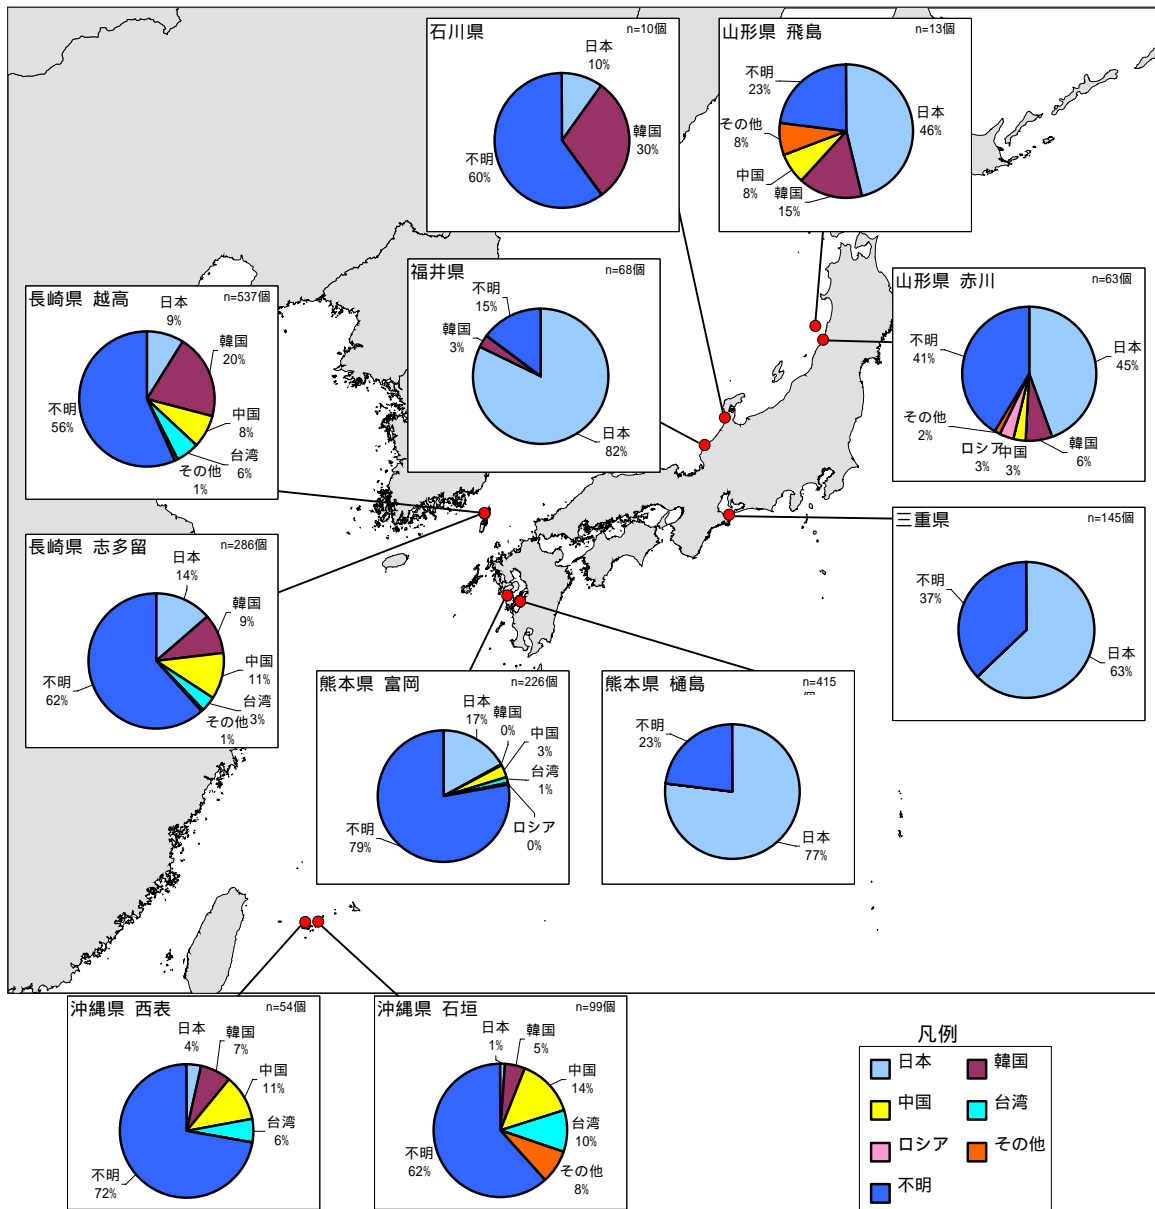 石川県 n=10個
日本
10%
韓国
30%
不明
60%
山形県 飛島 n=13個
不明
23%
日本
46%
その他
8%
中国
8%
韓国
15%
福井県 n=68個
不明
15%
韓国
3%
日本
82%
長崎県 越高 n=537個
日本
9%
韓国
20%
中国
8%
台湾
6%
その他
1%
不明
56%
山形県 赤川 n=63個
不明
41%
日本
45%
その他
2%
ロシア
3%
中国
3%
韓国
6%
長崎県 志多留 n=286個
日本
14%
韓国
9%
中国
11%
台湾
3%
その他
1%
不明
62%
三重県 n=145個
不明
37%
日本
63%
熊本県 富岡 n=226個
日本
17%
韓国
0%
中国
3%
台湾
1%
ロシア
0%
不明
79%
熊本県 樋島 n=415
不明
23%
日本
77%
沖縄県 西表 n=54個
日本
4%
韓国
7%
中国
11%
台湾
6%
不明
72%
沖縄県 石垣 n=99個
日本
1%
韓国
5%
中国
14%
台湾
10%
その他
8%
不明
62%
凡例
日本 韓国
中国 台湾
ロシア その他
不明